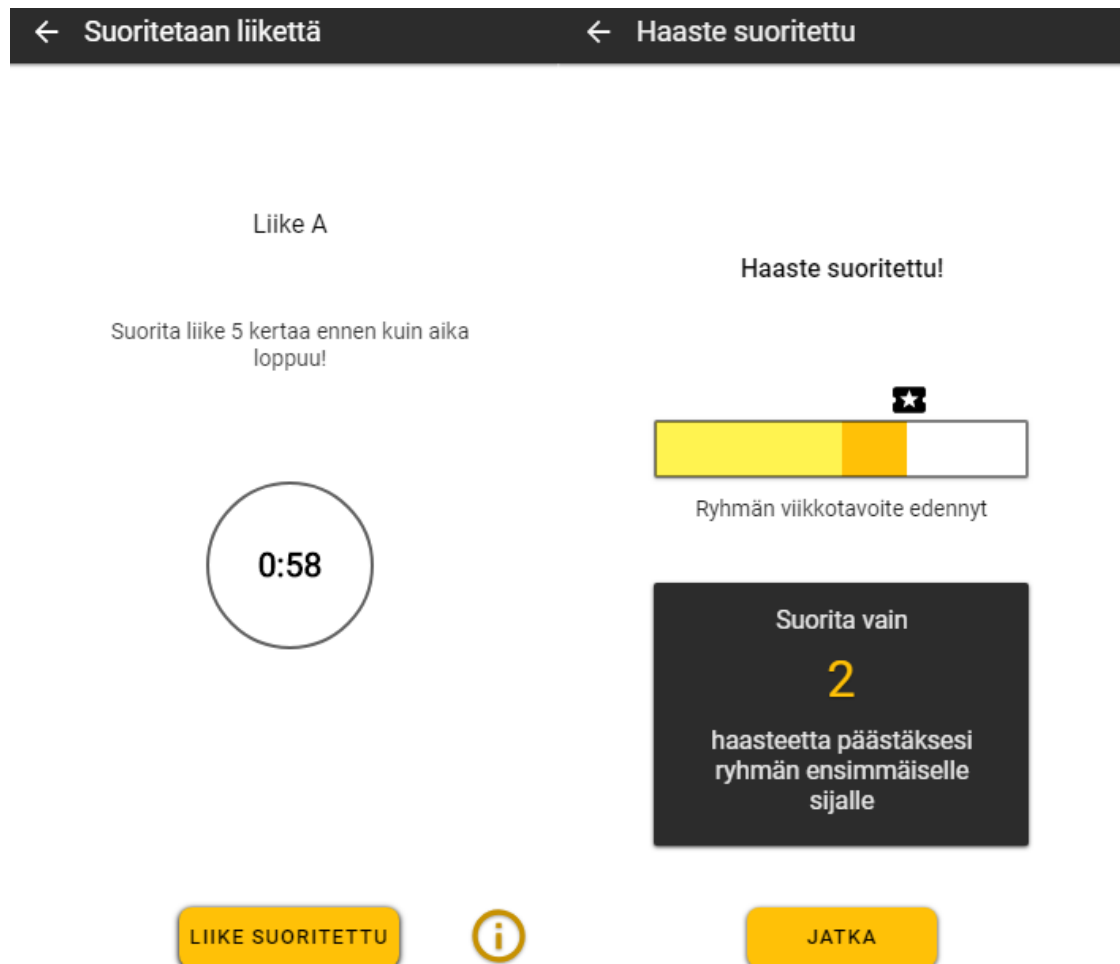 Suoritetaan liikettä
Liike A
Suorita liike 5 kertaa ennen kuin aika
loppuu!
0:58
LIIKE SUORITETTU
Haaste suoritettu
Haaste suoritettu!
Ryhmän viikkotavoite edennyt
Suorita vain
2
haasteetta päästäksesi
ryhmän ensimmäiselle
sijalle
JATKA